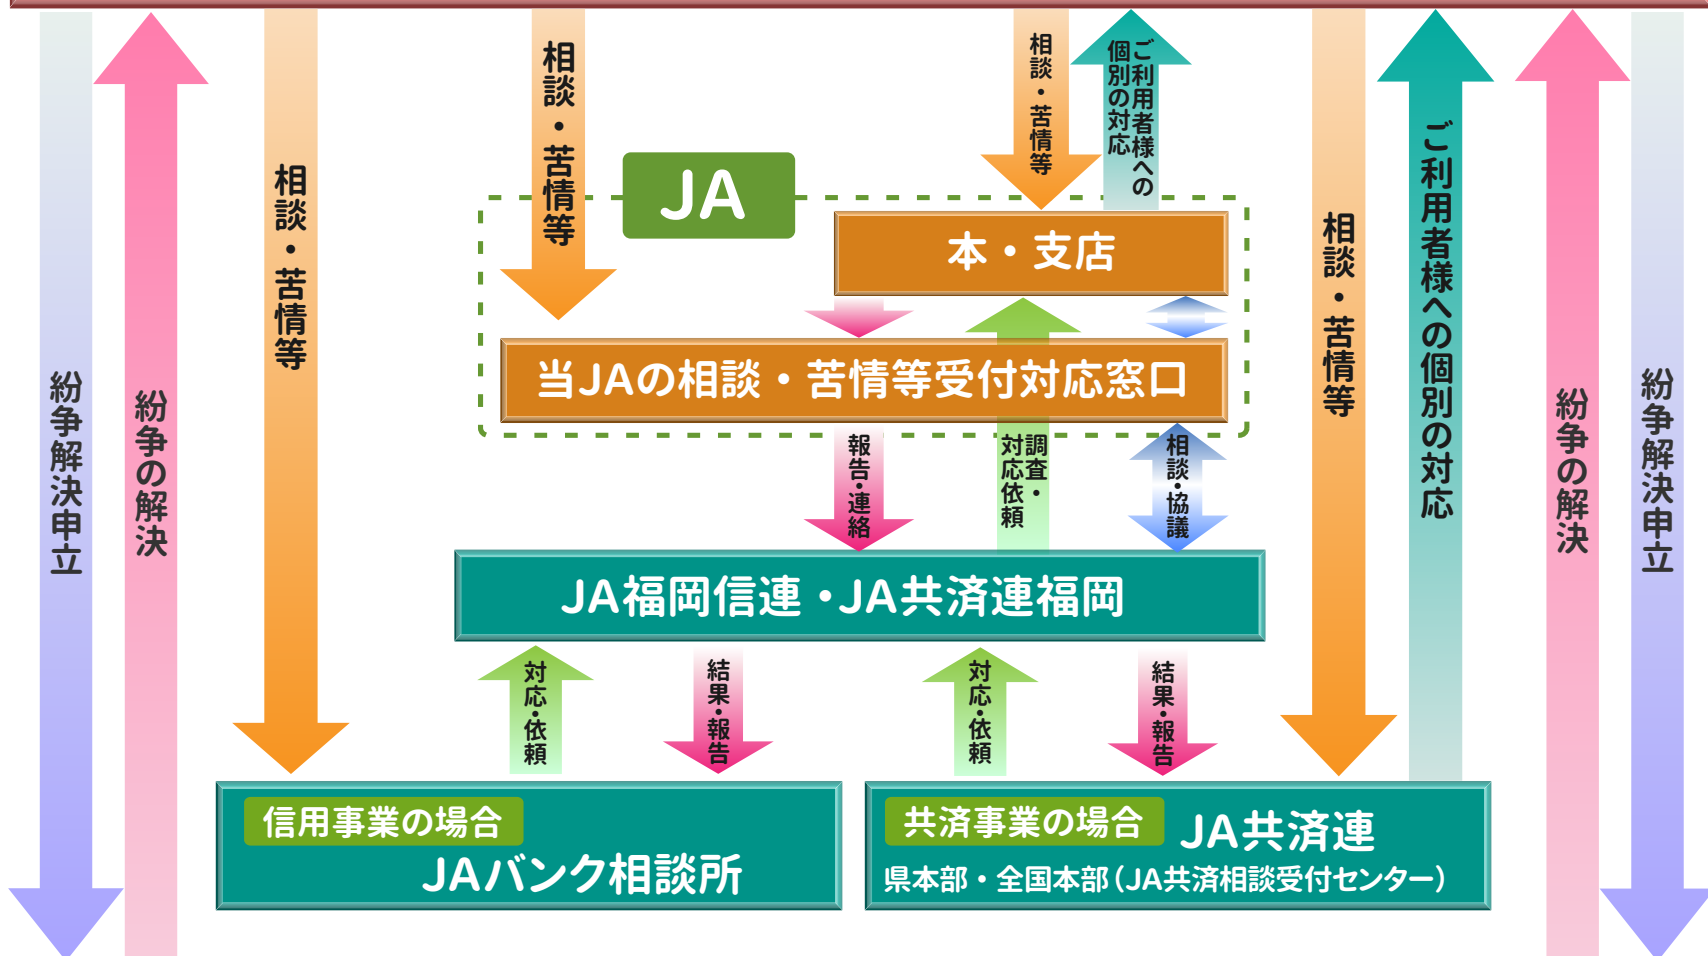 紛争解決申立
紛争の解決
相談・苦情等
相談・苦情等
相談・苦情等
ご利用者様への
個別の対応
相談・苦情等
ご利用者様への個別の対応
紛争の解決
紛争解決申立
JA
本・支店
当JAの相談・苦情等受付対応窓口
報告・連絡
調査・
対応依頼
相談・協議
JA福岡信連・JA共済連福岡
対応・依頼
結果・報告
対応・依頼
結果・報告
信用事業の場合
JAバンク相談所
共済事業の場合
JA共済連
県本部・全国本部(JA共済相談受付センター)